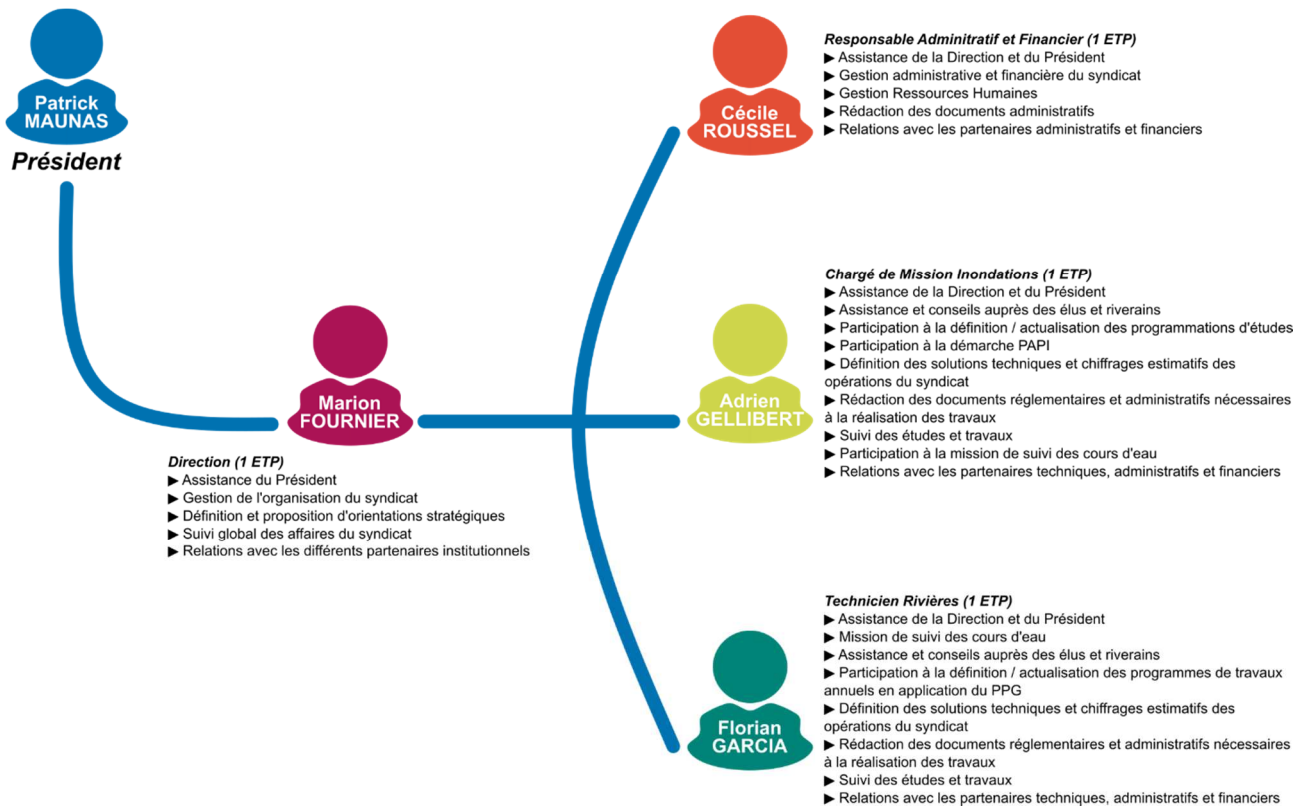 Patrick
MAUNAS
Président
Marion
FOURNIER
Direction (1 ETP)
▶ Assistance du Président
▶ Gestion de l'organisation du syndicat
▶ Définition et proposition d'orientations stratégiques
▶ Suivi global des affaires du syndicat
▶ Relations avec les différents partenaires institutionnels
Cécile
ROUSSEL
Responsable Adminitratif et Financier (1 ETP)
▶ Assistance de la Direction et du Président
▶ Gestion administrative et financière du syndicat
▶ Gestion Ressources Humaines
▶ Rédaction des documents administratifs
▶ Relations avec les partenaires administratifs et financiers
Adrien
GELLIBERT
Chargé de Mission Inondations (1 ETP)
▶ Assistance de la Direction et du Président
▶ Assistance et conseils auprès des élus et riverains
▶ Participation à la définition / actualisation des programmations d'études
▶ Participation à la démarche PAPI
▶ Définition des solutions techniques et chiffrages estimatifs des
opérations du syndicat
▶ Rédaction des documents réglementaires et administratifs nécessaires
à la réalisation des travaux
▶ Suivi des études et travaux
▶ Participation à la mission de suivi des cours d'eau
▶ Relations avec les partenaires techniques, administratifs et financiers
Florian
GARCIA
Technicien Rivières (1 ETP)
▶ Assistance de la Direction et du Président
▶ Mission de suivi des cours d'eau
▶ Assistance et conseils auprès des élus et riverains
▶ Participation à la définition / actualisation des programmes de travaux
annuels en application du PPG
▶ Définition des solutions techniques et chiffrages estimatifs des
opérations du syndicat
▶ Rédaction des documents réglementaires et administratifs nécessaires
à la réalisation des travaux
▶ Suivi des études et travaux
▶ Relations avec les partenaires techniques, administratifs et financiers